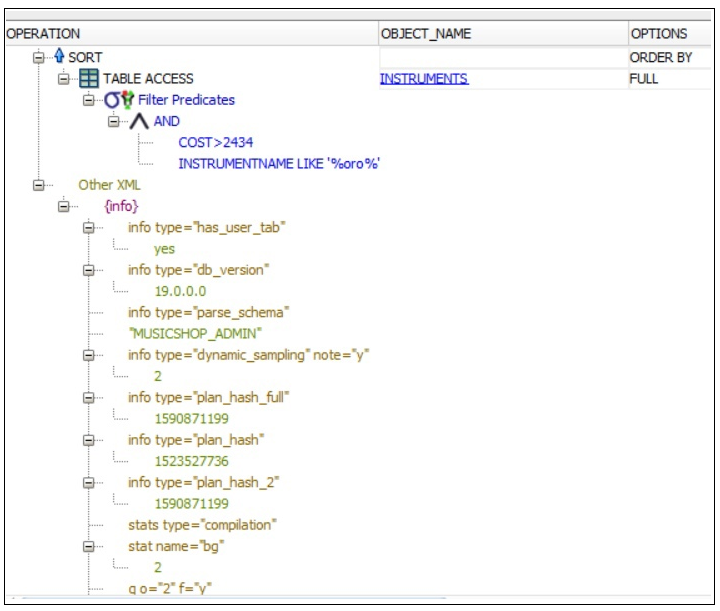 OPERATION OBJECT_NAME OPTIONS
SORT ORDER BY
TABLE ACCESS INSTRUMENTS FULL
Filter Predicates
AND
COST>2434
INSTRUMENTNAME LIKE '%oro%'
Other XML
{info}
info type="has_user_tab"
yes
info type="db_version"
19.0.0.0
info type="parse_schema"
"MUSICSHOP_ADMIN"
info type="dynamic_sampling" note="y"
2
info type="plan_hash_full"
1590871199
info type="plan_hash"
1523527736
info type="plan_hash_2"
1590871199
stats type="compilation"
stat name="bg"
2
q o="2" f="y"